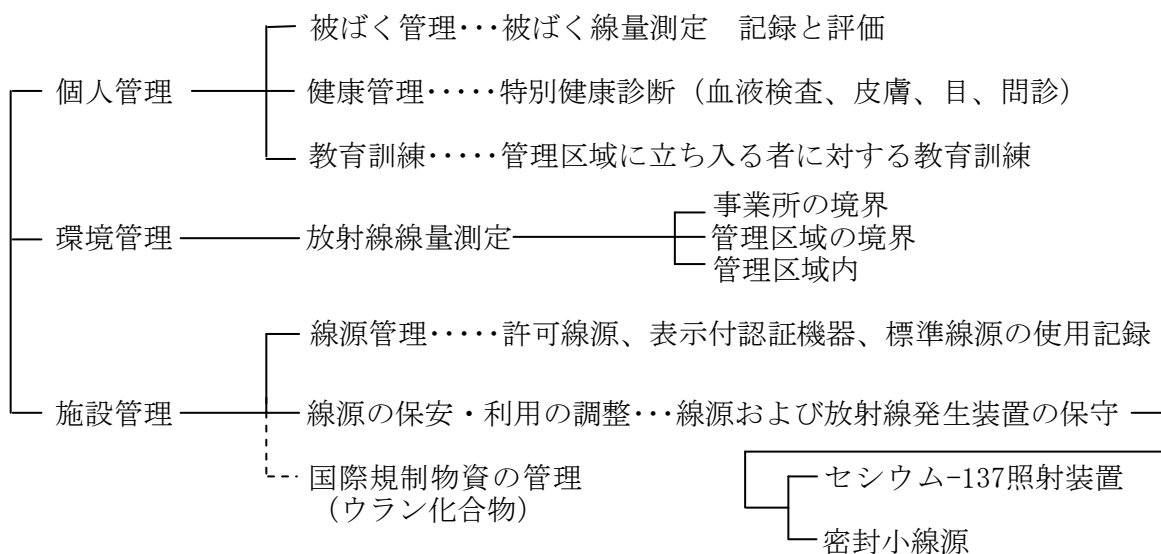 被ばく管理･･･被ばく線量測定　記録と評価
個人管理
健康管理･････特別健康診断（血液検査、皮膚、目、問診）
教育訓練･････管理区域に立ち入る者に対する教育訓練
事業所の境界
環境管理
放射線線量測定
管理区域の境界
管理区域内
線源管理･････許可線源、表示付認証機器、標準線源の使用記録
施設管理
線源の保安・利用の調整･･･線源および放射線発生装置の保守
国際規制物資の管理
（ウラン化合物）
セシウム-137照射装置
密封小線源